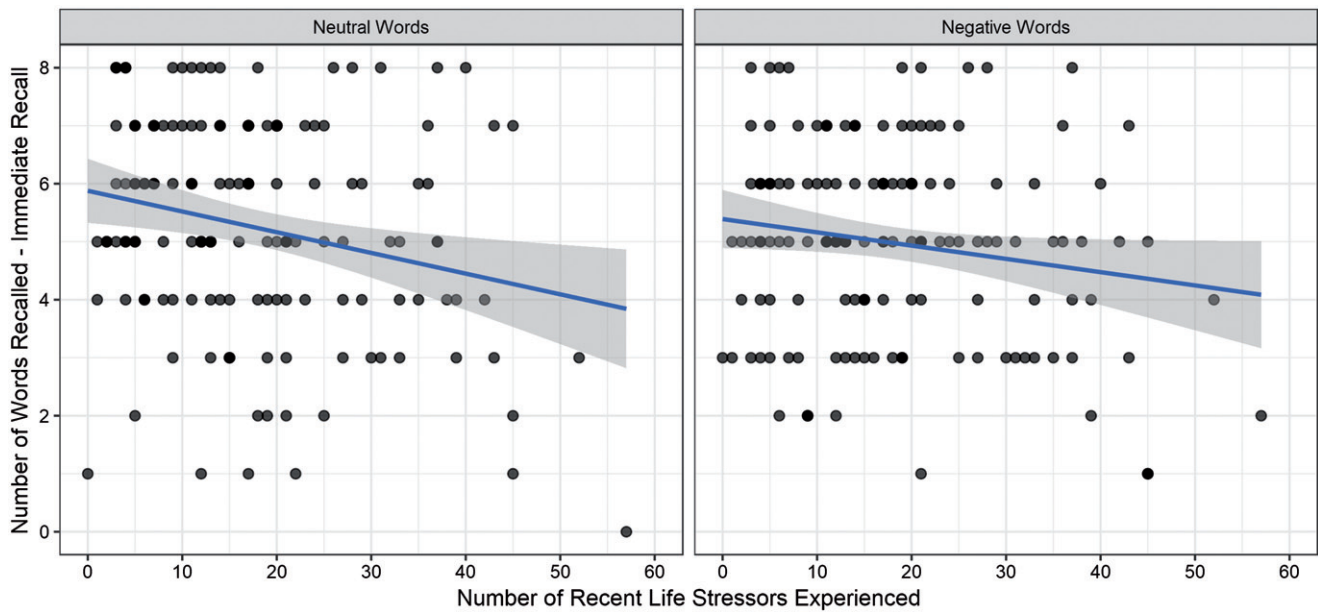 Neutral Words
Negative Words
Number of Words Recalled - Immediate Recall
8
6
4
2
0
0 10 20 30 40 50 60
0 10 20 30 40 50 60
Number of Recent Life Stressors Experienced